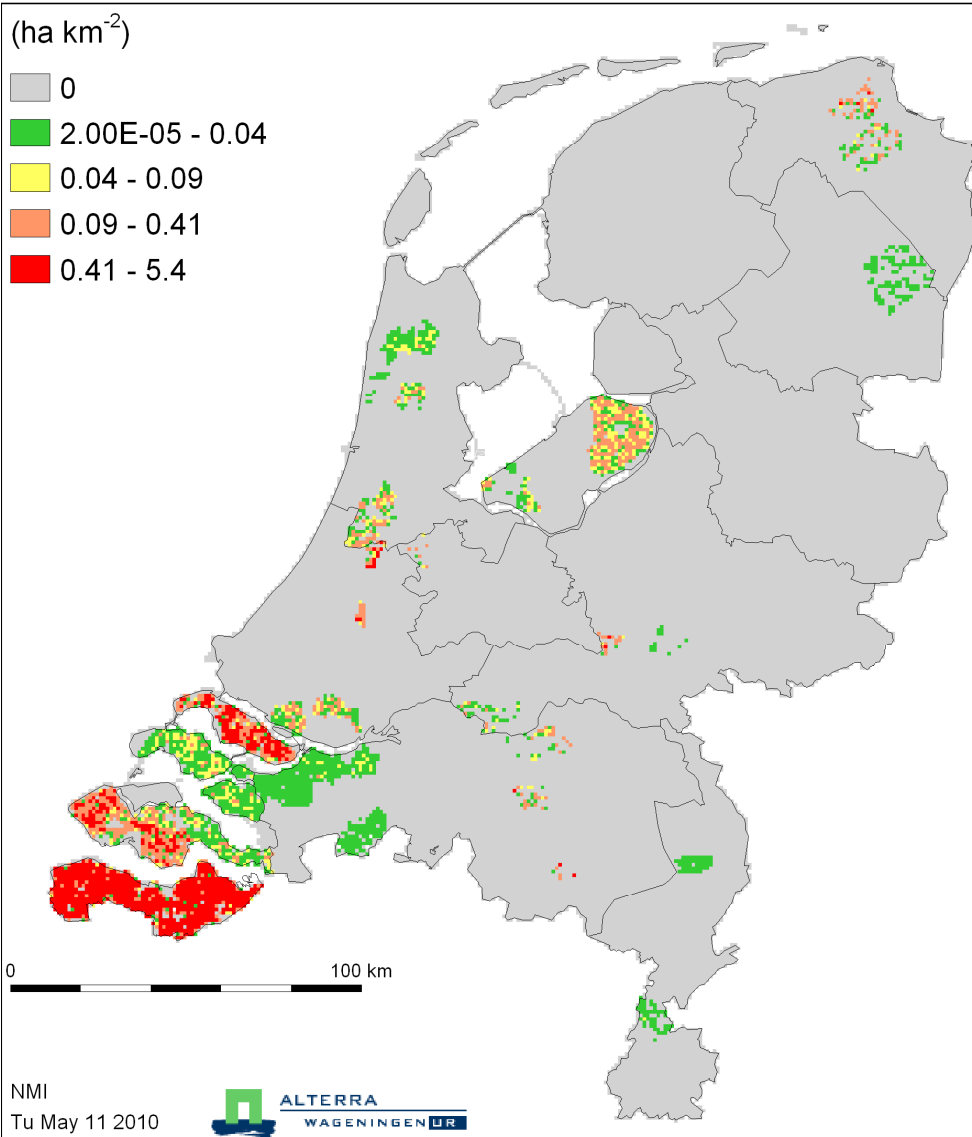 (ha km-2)
0
2.00E-05 - 0.04
0.04 - 0.09
0.09 - 0.41
0.41 - 5.4
0 100 km
NMI
Tu May 11 2010
ALTERRA
WAGENINGEN UR